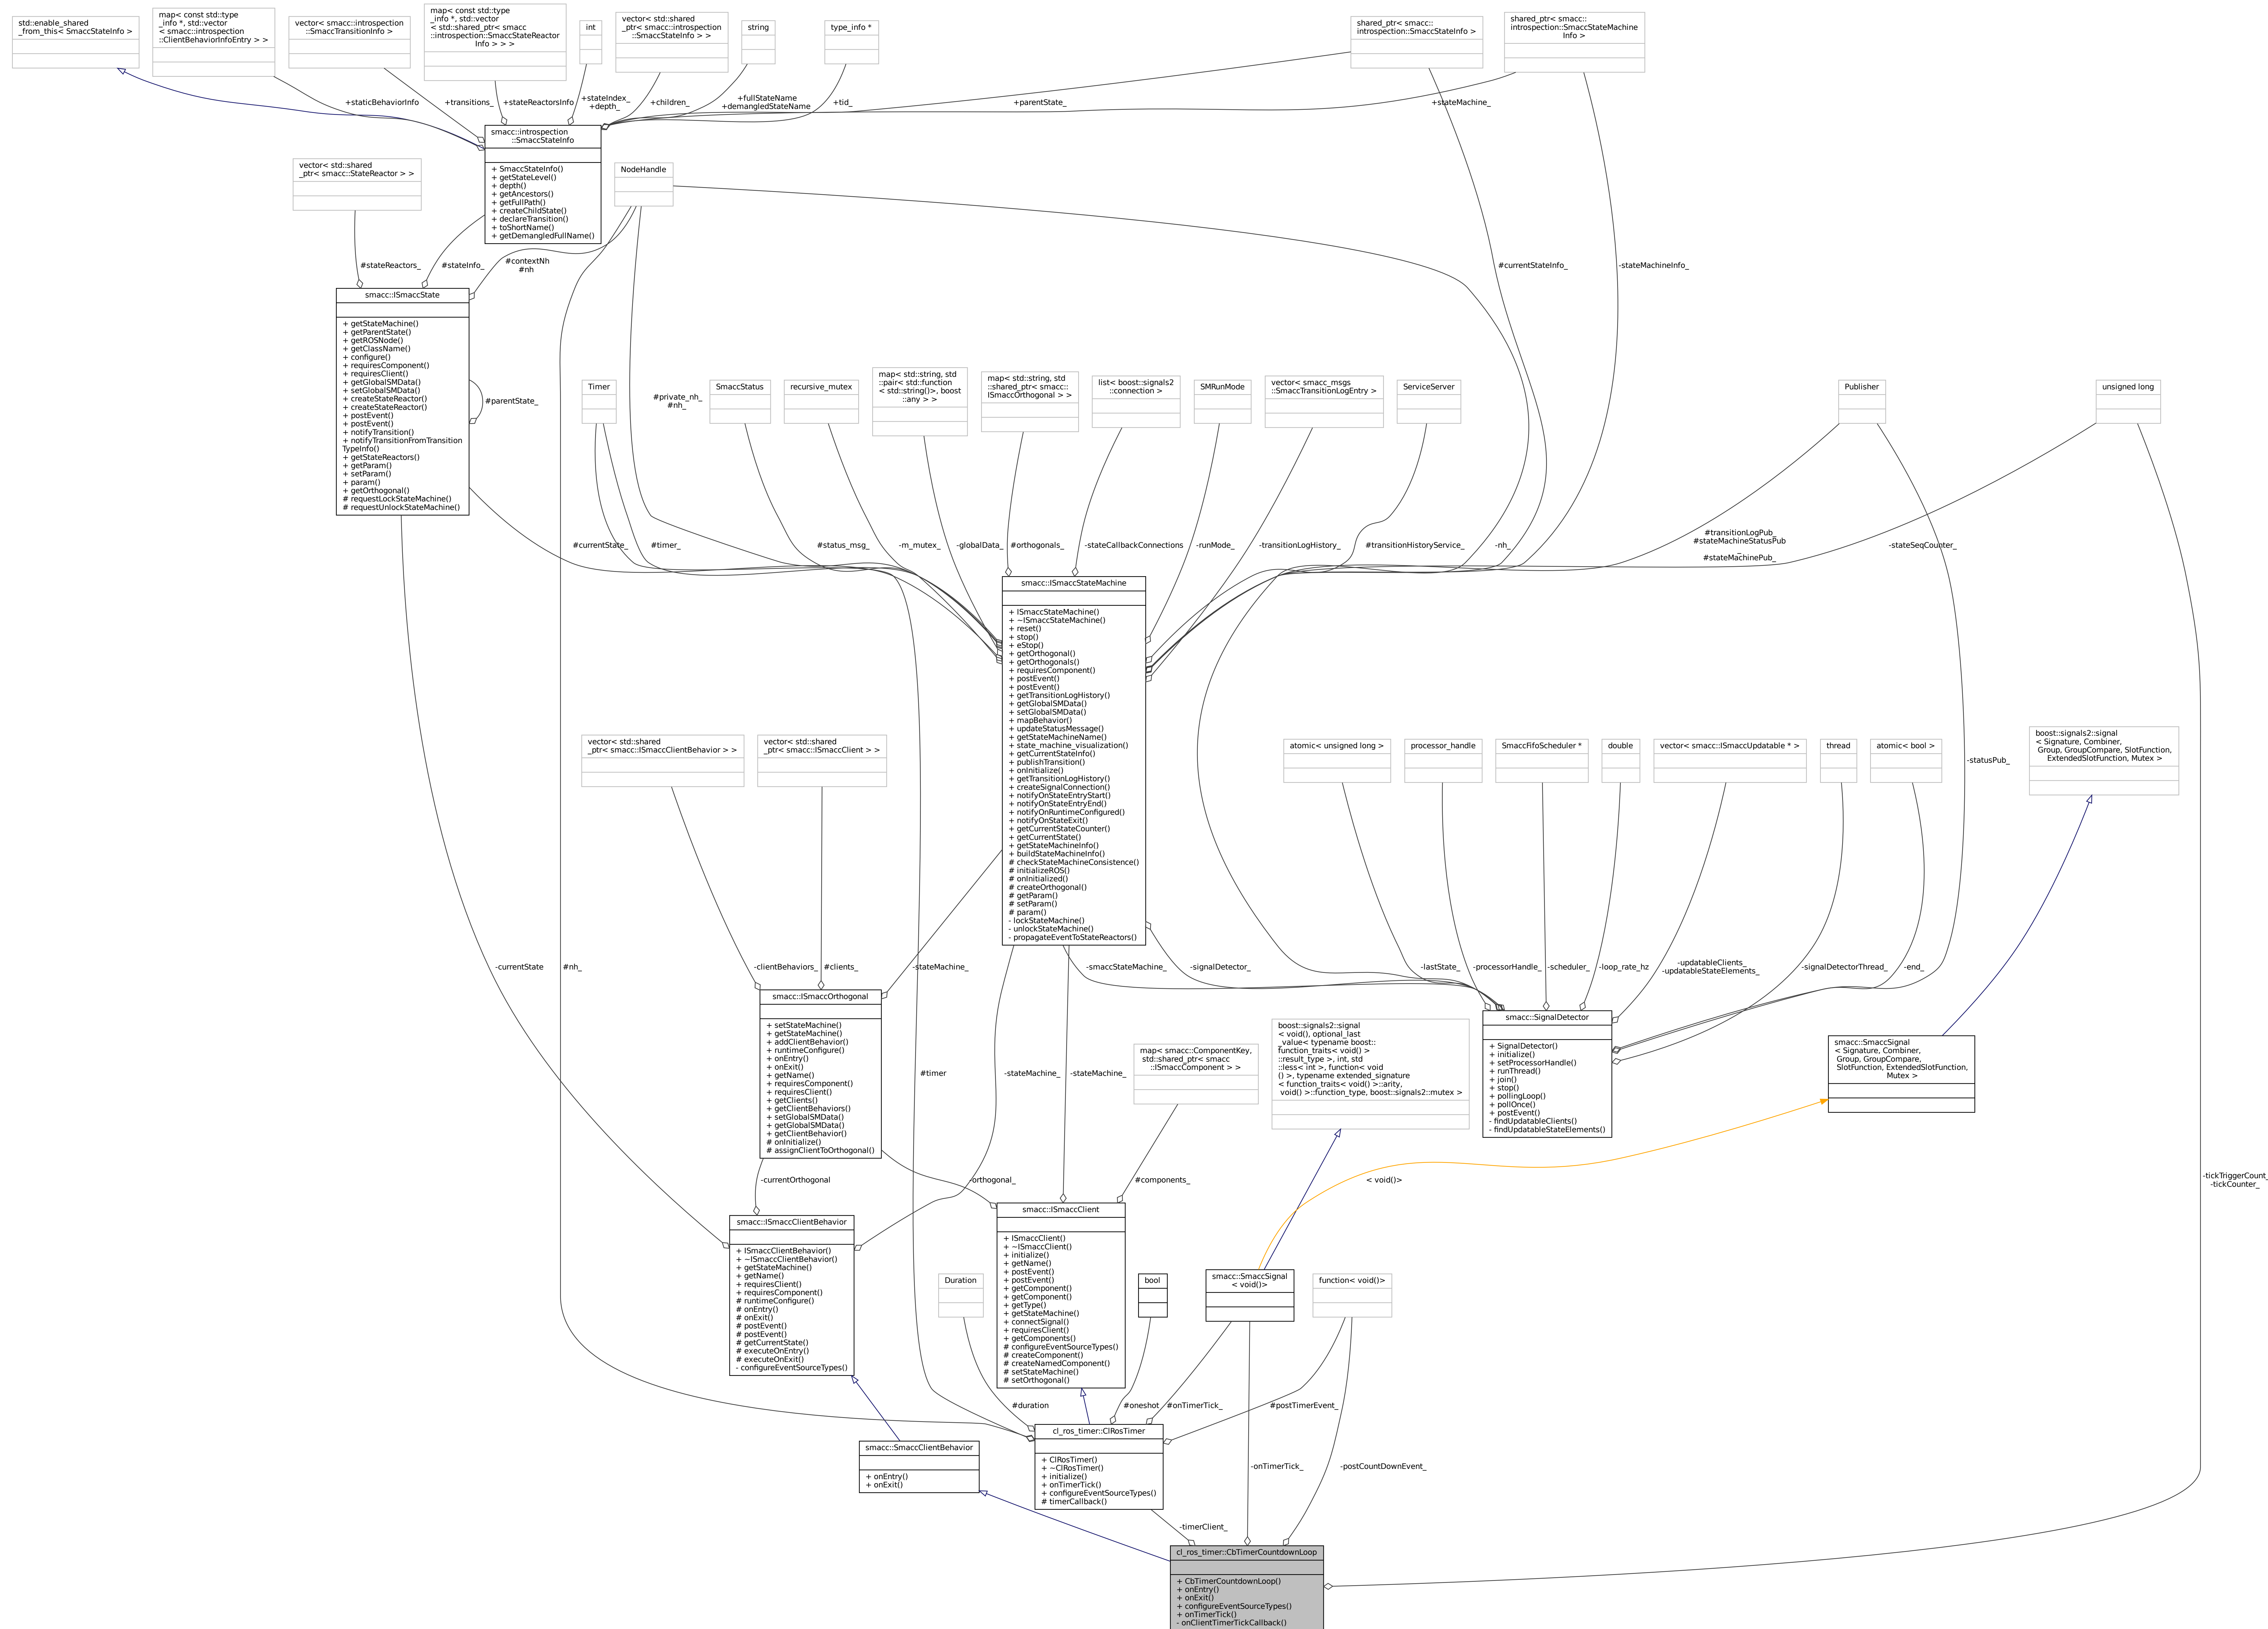 std::enable_shared
_from_this< SmaccStateInfo >
map< const std::type
_info *, std::vector
< smacc::introspection
::ClientBehaviorInfoEntry > >
vector< smacc::introspection
::SmaccTransitionInfo >
map< const std::type
_info *, std::vector
< std::shared_ptr< smacc
::introspection::SmaccStateReactor
Info > > >
int
vector< std::shared
_ptr< smacc::introspection
::SmaccStateInfo > >
string
type_info *
shared_ptr< smacc::
introspection::SmaccStateInfo >
shared_ptr< smacc::
introspection::SmaccStateMachine
Info >
+staticBehaviorInfo
+transitions_
+stateReactorsInfo
+stateIndex_
+depth_
+children_
+fullStateName
+demangledStateName
+tid_
+parentState_
+stateMachine_
smacc::introspection
::SmaccStateInfo
+ SmaccStateInfo()
+ getStateLevel()
+ depth()
+ getAncestors()
+ getFullPath()
+ createChildState()
+ declareTransition()
+ toShortName()
+ getDemangledFullName()
vector< std::shared
_ptr< smacc::StateReactor > >
NodeHandle
#stateReactors_
#stateInfo_
#contextNh
#nh
#currentStateInfo_
-stateMachineInfo_
smacc::ISmaccState
+ getStateMachine()
+ getParentState()
+ getROSNode()
+ getClassName()
+ configure()
+ requiresComponent()
+ requiresClient()
+ getGlobalSMData()
+ setGlobalSMData()
+ createStateReactor()
+ createStateReactor()
+ postEvent()
+ postEvent()
+ notifyTransition()
+ notifyTransitionFromTransition
TypeInfo()
+ getStateReactors()
+ getParam()
+ setParam()
+ param()
+ getOrthogonal()
# requestLockStateMachine()
# requestUnlockStateMachine()
#parentState_
Timer
#private_nh_
#nh_
SmaccStatus
recursive_mutex
map< std::string, std
::pair< std::function
< std::string()>, boost
::any > >
map< std::string, std
::shared_ptr< smacc::
ISmaccOrthogonal > >
list< boost::signals2
::connection >
SMRunMode
vector< smacc_msgs
::SmaccTransitionLogEntry >
ServiceServer
Publisher
unsigned long
#currentState_
#timer_
#status_msg_
-m_mutex_
-globalData_
#orthogonals_
-stateCallbackConnections
-runMode_
-transitionLogHistory_
#transitionHistoryService_
-nh_
#transitionLogPub_
#stateMachineStatusPub
_
#stateMachinePub_
-stateSeqCounter_
smacc::ISmaccStateMachine
+ ISmaccStateMachine()
+ ~ISmaccStateMachine()
+ reset()
+ stop()
+ eStop()
+ getOrthogonal()
+ getOrthogonals()
+ requiresComponent()
+ postEvent()
+ postEvent()
+ getTransitionLogHistory()
+ getGlobalSMData()
+ setGlobalSMData()
+ mapBehavior()
+ updateStatusMessage()
+ getStateMachineName()
+ state_machine_visualization()
+ getCurrentStateInfo()
+ publishTransition()
+ onInitialize()
+ getTransitionLogHistory()
+ createSignalConnection()
+ notifyOnStateEntryStart()
+ notifyOnStateEntryEnd()
+ notifyOnRuntimeConfigured()
+ notifyOnStateExit()
+ getCurrentStateCounter()
+ getCurrentState()
+ getStateMachineInfo()
+ buildStateMachineInfo()
# checkStateMachineConsistence()
# initializeROS()
# onInitialized()
# createOrthogonal()
# getParam()
# setParam()
# param()
- lockStateMachine()
- unlockStateMachine()
- propagateEventToStateReactors()
vector< std::shared
_ptr< smacc::ISmaccClientBehavior > >
vector< std::shared
_ptr< smacc::ISmaccClient > >
atomic< unsigned long >
processor_handle
SmaccFifoScheduler *
double
vector< smacc::ISmaccUpdatable * >
thread
atomic< bool >
-statusPub_
boost::signals2::signal
< Signature, Combiner,
Group, GroupCompare, SlotFunction,
ExtendedSlotFunction, Mutex >
-currentState
#nh_
-clientBehaviors_
#clients_
-stateMachine_
-smaccStateMachine_
-signalDetector_
-lastState_
-processorHandle_
-scheduler_
-loop_rate_hz
-updatableClients_
-updatableStateElements_
-signalDetectorThread_
-end_
smacc::ISmaccOrthogonal
+ setStateMachine()
+ getStateMachine()
+ addClientBehavior()
+ runtimeConfigure()
+ onEntry()
+ onExit()
+ getName()
+ requiresComponent()
+ requiresClient()
+ getClients()
+ getClientBehaviors()
+ setGlobalSMData()
+ getGlobalSMData()
+ getClientBehavior()
# onInitialize()
# assignClientToOrthogonal()
#timer
-stateMachine_
-stateMachine_
map< smacc::ComponentKey,
std::shared_ptr< smacc
::ISmaccComponent > >
boost::signals2::signal
< void(), optional_last
_value< typename boost::
function_traits< void() >
::result_type >, int, std
::less< int >, function< void
() >, typename extended_signature
< function_traits< void() >::arity,
void() >::function_type, boost::signals2::mutex >
smacc::SignalDetector
+ SignalDetector()
+ initialize()
+ setProcessorHandle()
+ runThread()
+ join()
+ stop()
+ pollingLoop()
+ pollOnce()
+ postEvent()
- findUpdatableClients()
- findUpdatableStateElements()
smacc::SmaccSignal
< Signature, Combiner,
Group, GroupCompare,
SlotFunction, ExtendedSlotFunction,
Mutex >
-currentOrthogonal
-orthogonal_
#components_
< void()>
-tickTriggerCount_
-tickCounter_
smacc::ISmaccClientBehavior
+ ISmaccClientBehavior()
+ ~ISmaccClientBehavior()
+ getStateMachine()
+ getName()
+ requiresClient()
+ requiresComponent()
# runtimeConfigure()
# onEntry()
# onExit()
# postEvent()
# postEvent()
# getCurrentState()
# executeOnEntry()
# executeOnExit()
- configureEventSourceTypes()
smacc::ISmaccClient
+ ISmaccClient()
+ ~ISmaccClient()
+ initialize()
+ getName()
+ postEvent()
+ postEvent()
+ getComponent()
+ getComponent()
+ getType()
+ getStateMachine()
+ connectSignal()
+ requiresClient()
+ getComponents()
# configureEventSourceTypes()
# createComponent()
# createNamedComponent()
# setStateMachine()
# setOrthogonal()
Duration
bool
smacc::SmaccSignal
< void()>
function< void()>
#duration
#oneshot
#onTimerTick_
#postTimerEvent_
smacc::SmaccClientBehavior
+ onEntry()
+ onExit()
cl_ros_timer::ClRosTimer
+ ClRosTimer()
+ ~ClRosTimer()
+ initialize()
+ onTimerTick()
+ configureEventSourceTypes()
# timerCallback()
-onTimerTick_
-postCountDownEvent_
-timerClient_
cl_ros_timer::CbTimerCountdownLoop
+ CbTimerCountdownLoop()
+ onEntry()
+ onExit()
+ configureEventSourceTypes()
+ onTimerTick()
- onClientTimerTickCallback()